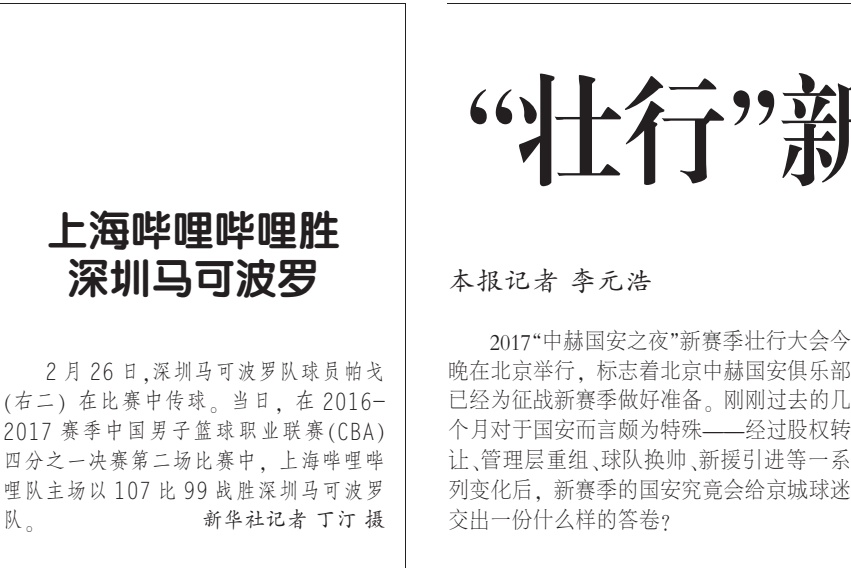 上海哔哩哔哩胜
深圳马可波罗
2月26日,深圳马可波罗队球员帕戈
(右二）在比赛中传球。当日，在2016-
2017赛季中国男子篮球职业联赛(CBA)
四分之一决赛第二场比赛中，上海哔哩哔
哩队主场以107比99战胜深圳马可波罗
队。 新华社记者 丁汀 摄
“壮行”新
本报记者 李元浩
2017“中赫国安之夜”新赛季壮行大会今
晚在北京举行，标志着北京中赫国安俱乐部
已经为征战新赛季做好准备。刚刚过去的几
个月对于国安而言颇为特殊——经过股权转
让、管理层重组、球队换帅、新援引进等一系
列变化后，新赛季的国安究竟会给京城球迷
交出一份什么样的答卷?